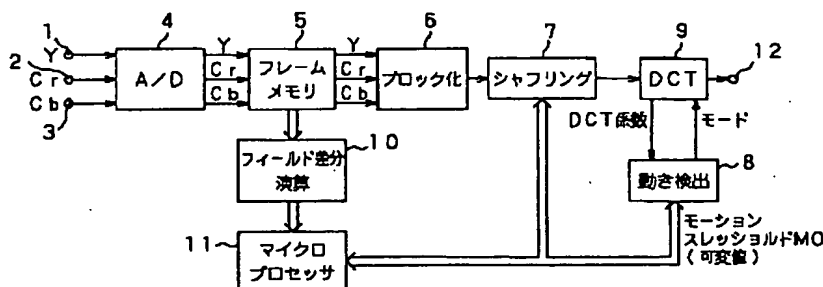 1
Y
2
Cr
Cb
3
4
A/D
Y
Cr
Cb
5
フレーム
メモリ
Y
Cr
Cb
6
ブロック化
7
シャフリング
9
DCT
12
DCT係数
モード
8
動き検出
10
フィールド差分
演算
11
マイクロ
プロセッサ
モーション
スレッショルドMO
(可変値)